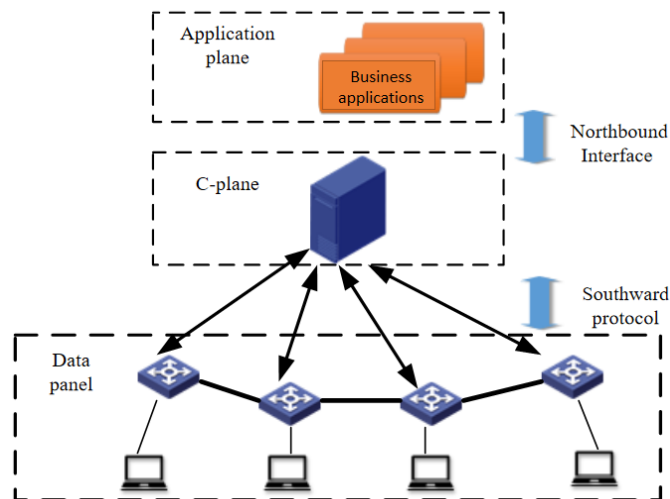 Application
plane
Business
applications
Northbound
Interface
C-plane
Southward
protocol
Data
panel